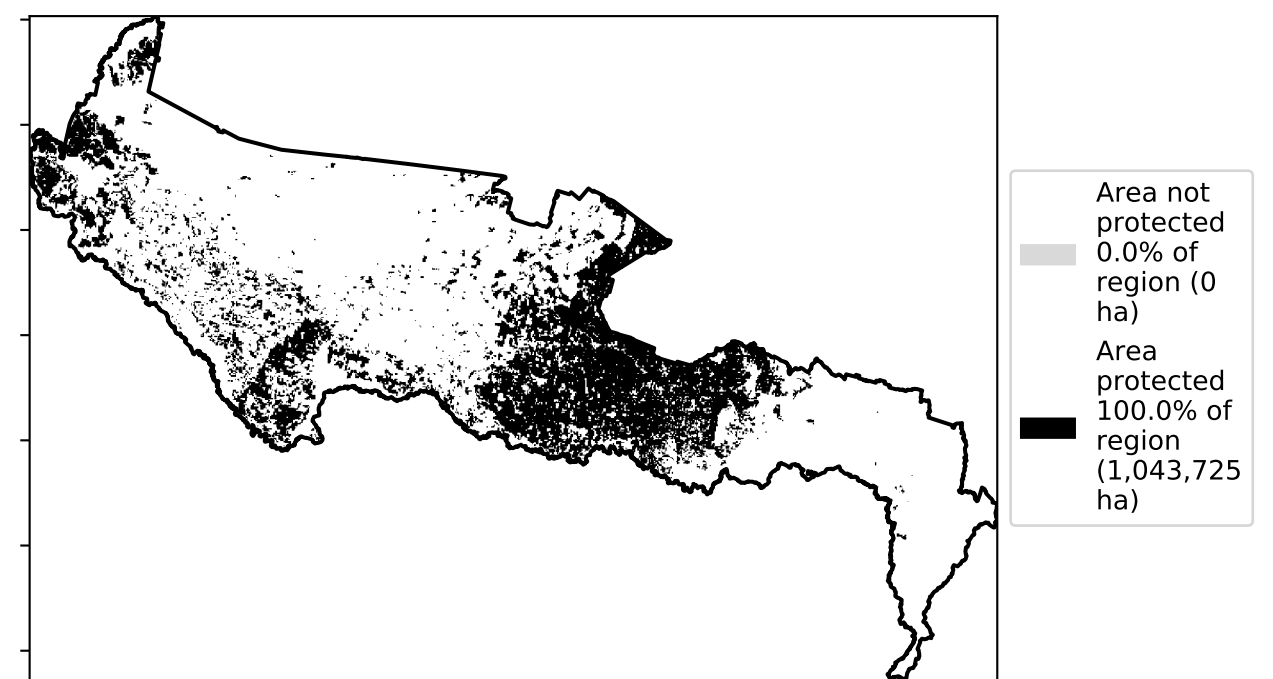 Area not
protected
0.0% of
region (0
ha)
Area
protected
100.0% of
region
(1,043,725
ha)